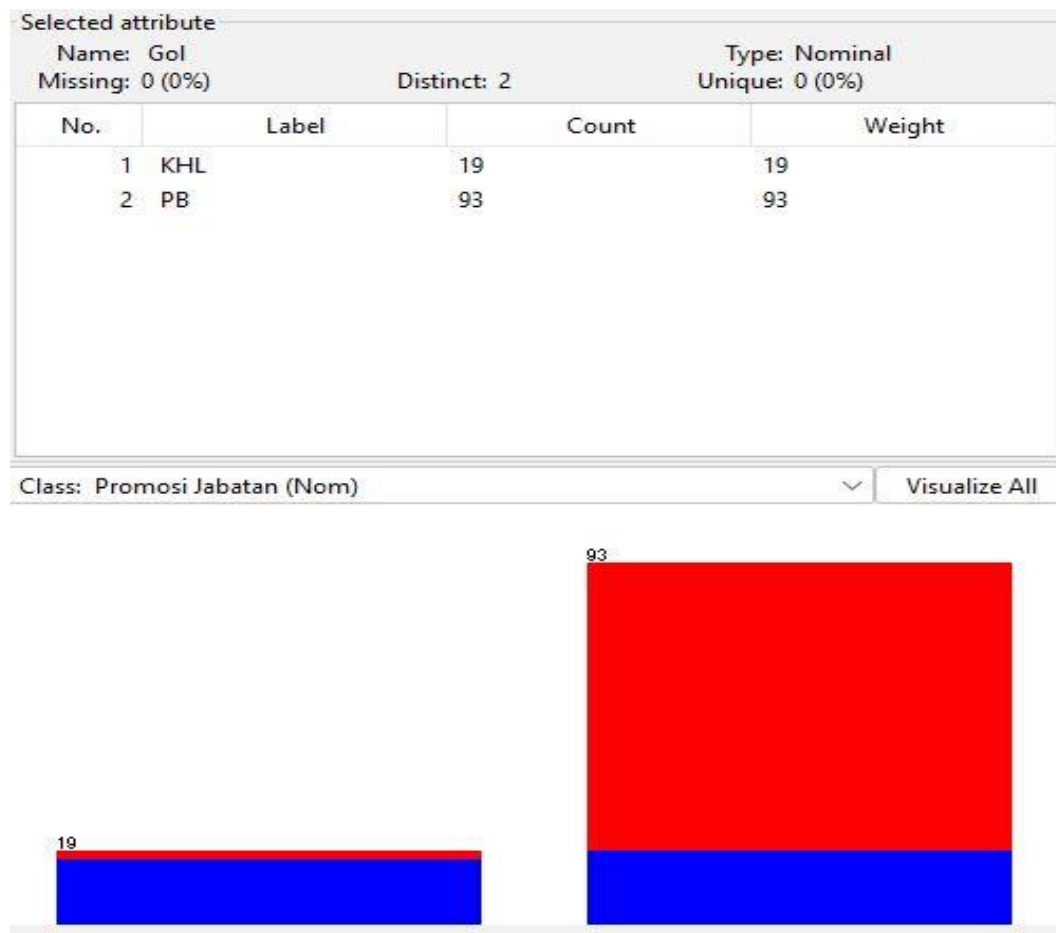 Selected attribute
Name: Gol Type: Nominal
Missing: 0 (0%) Distinct: 2 Unique: 0 (0%)
No. Label Count Weight
1 KHL 19 19
2 PB 93 93
Class: Promosi Jabatan (Nom) Visualize All
93
19